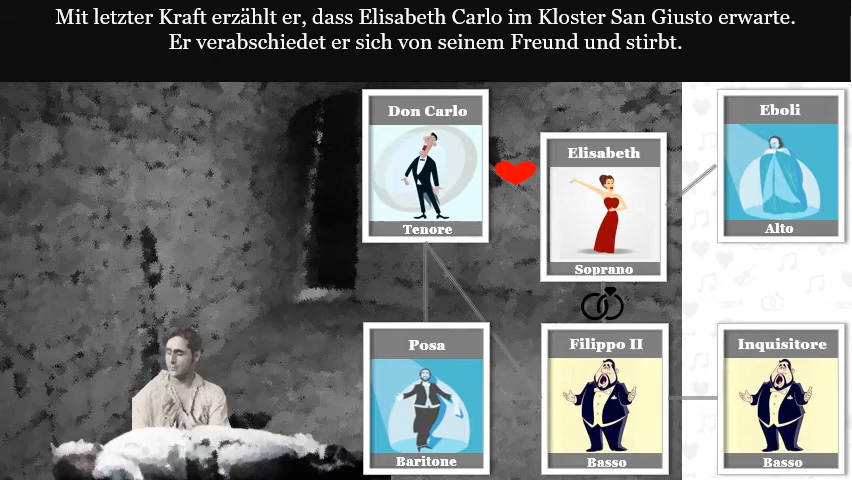 Mit letzter Kraft erzählt er, dass Elisabeth Carlo im Kloster San Giusto erwarte.
Er verabschiedet er sich von seinem Freund und stirbt.
Don Carlo
Tenore
Elisabeth
Soprano
Eboli
Alto
Posa
Baritone
Filippo II
Basso
Inquisitore
Basso